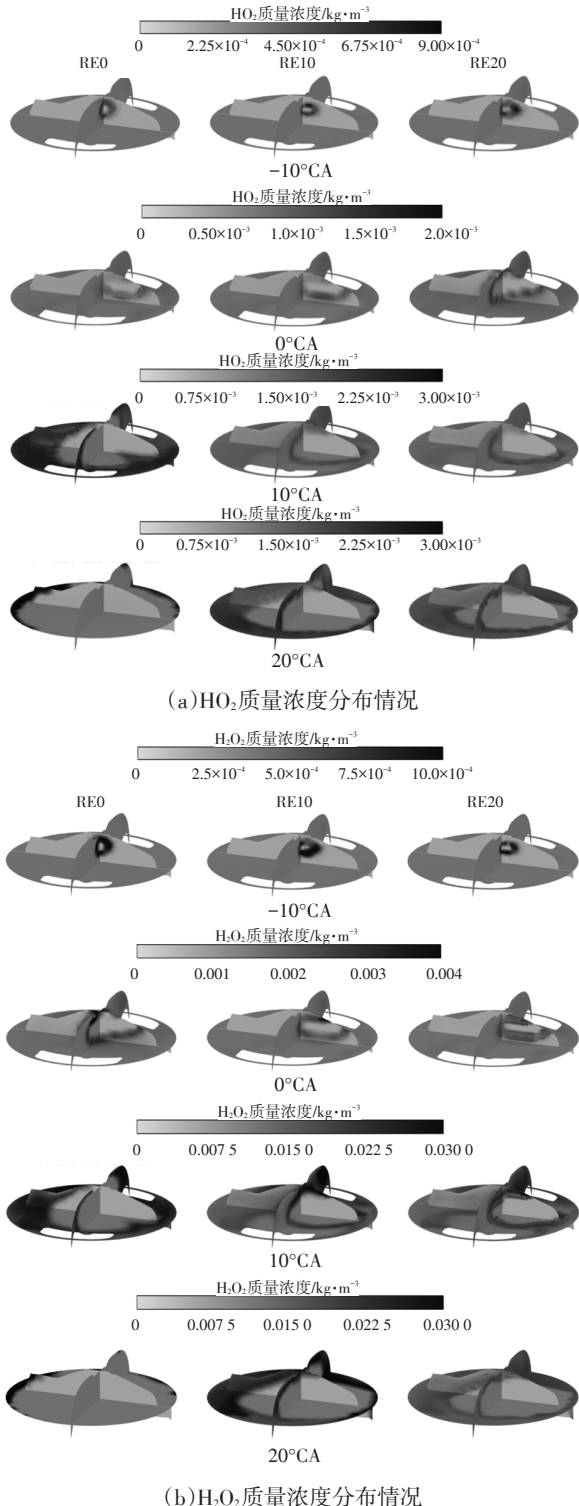 HO₂质量浓度/kg·m⁻³
0 2.25×10⁻⁴ 4.50×10⁻⁴ 6.75×10⁻⁴ 9.00×10⁻⁴
RE0 RE10 RE20
−10°CA
HO₂质量浓度/kg·m⁻³
0 0.50×10⁻³ 1.0×10⁻³ 1.5×10⁻³ 2.0×10⁻³
0°CA
HO₂质量浓度/kg·m⁻³
0 0.75×10⁻³ 1.50×10⁻³ 2.25×10⁻³ 3.00×10⁻³
10°CA
HO₂质量浓度/kg·m⁻³
0 0.75×10⁻³ 1.50×10⁻³ 2.25×10⁻³ 3.00×10⁻³
20°CA
(a)HO₂质量浓度分布情况
H₂O₂质量浓度/kg·m⁻³
0 2.5×10⁻⁴ 5.0×10⁻⁴ 7.5×10⁻⁴ 10.0×10⁻⁴
RE0 RE10 RE20
−10°CA
H₂O₂质量浓度/kg·m⁻³
0 0.001 0.002 0.003 0.004
0°CA
H₂O₂质量浓度/kg·m⁻³
0 0.007 5 0.015 0 0.022 5 0.030 0
10°CA
H₂O₂质量浓度/kg·m⁻³
0 0.007 5 0.015 0 0.022 5 0.030 0
20°CA
(b)H₂O₂质量浓度分布情况